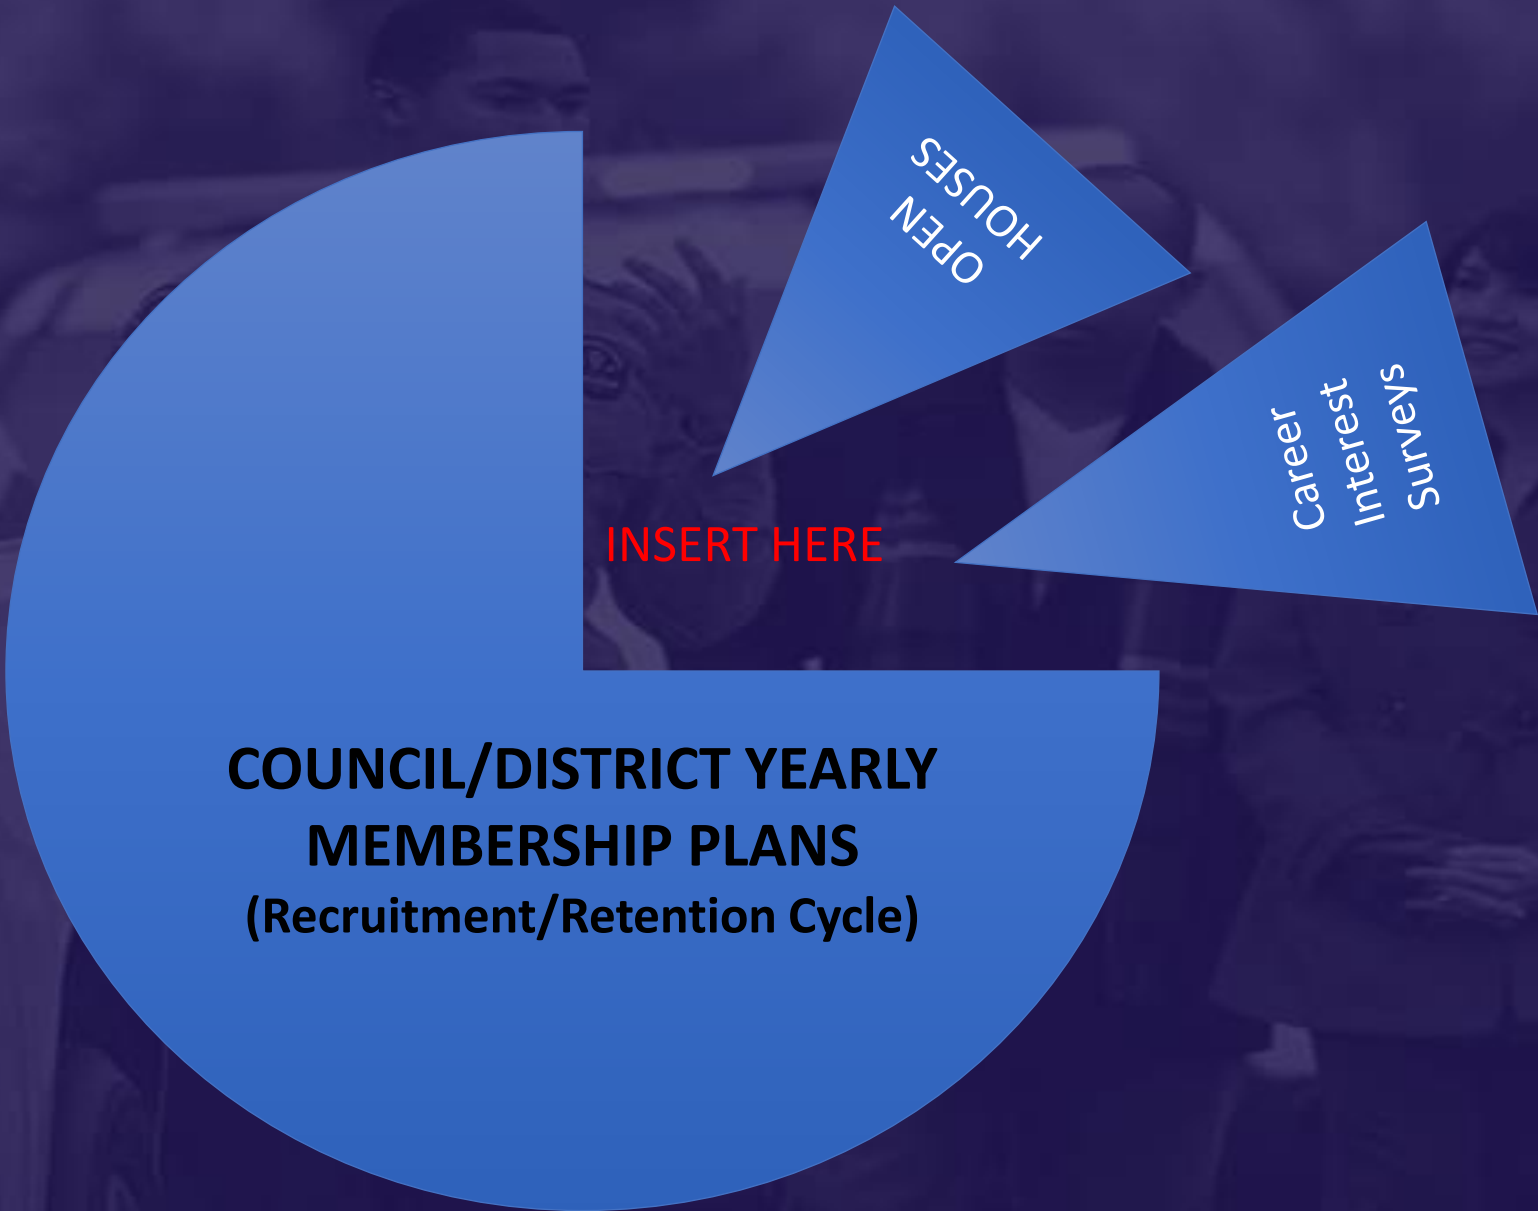 OPEN
HOUSES
Career
Interest
Surveys
INSERT HERE
COUNCIL/DISTRICT YEARLY
MEMBERSHIP PLANS
(Recruitment/Retention Cycle)